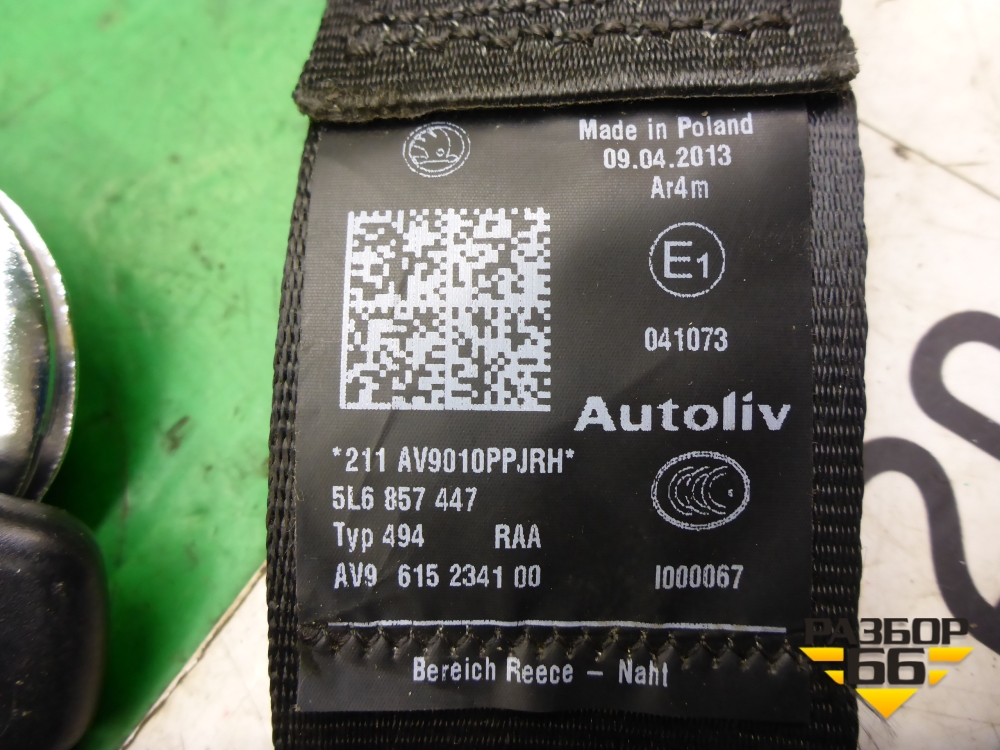 Made in Poland
09.04.2013
Ar4m
E1
041073
Autoliv
*211 AV9010PPJRH*
5L6 857 447
Typ 494 RAA
AV9 615 2341 00
I000067
Bereich Reece – Naht
РАЗБОР
66